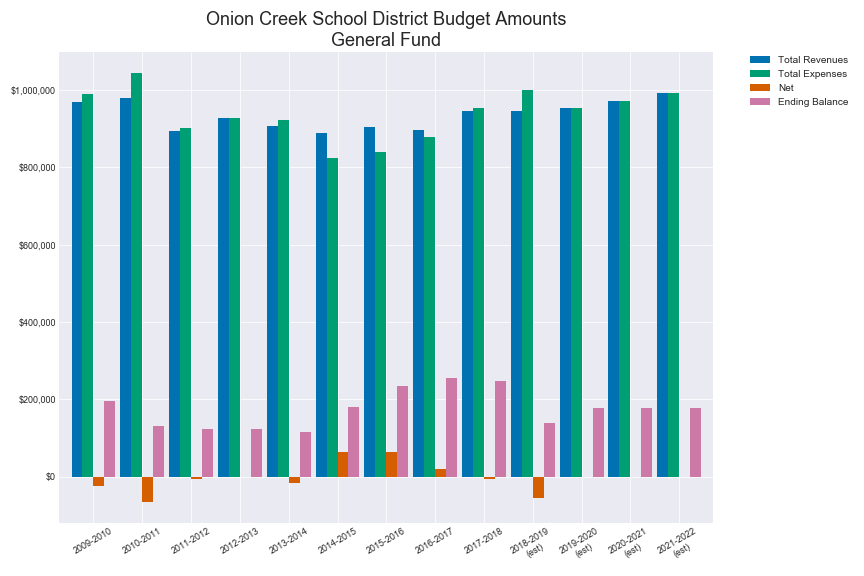 Onion Creek School District Budget Amounts
General Fund
Total Revenues
Total Expenses
Net
Ending Balance
$1,000,000
$800,000
$600,000
$400,000
$200,000
$0
2009-2010
2010-2011
2011-2012
2012-2013
2013-2014
2014-2015
2015-2016
2016-2017
2017-2018
2018-2019
(est)
2019-2020
(est)
2020-2021
(est)
2021-2022
(est)